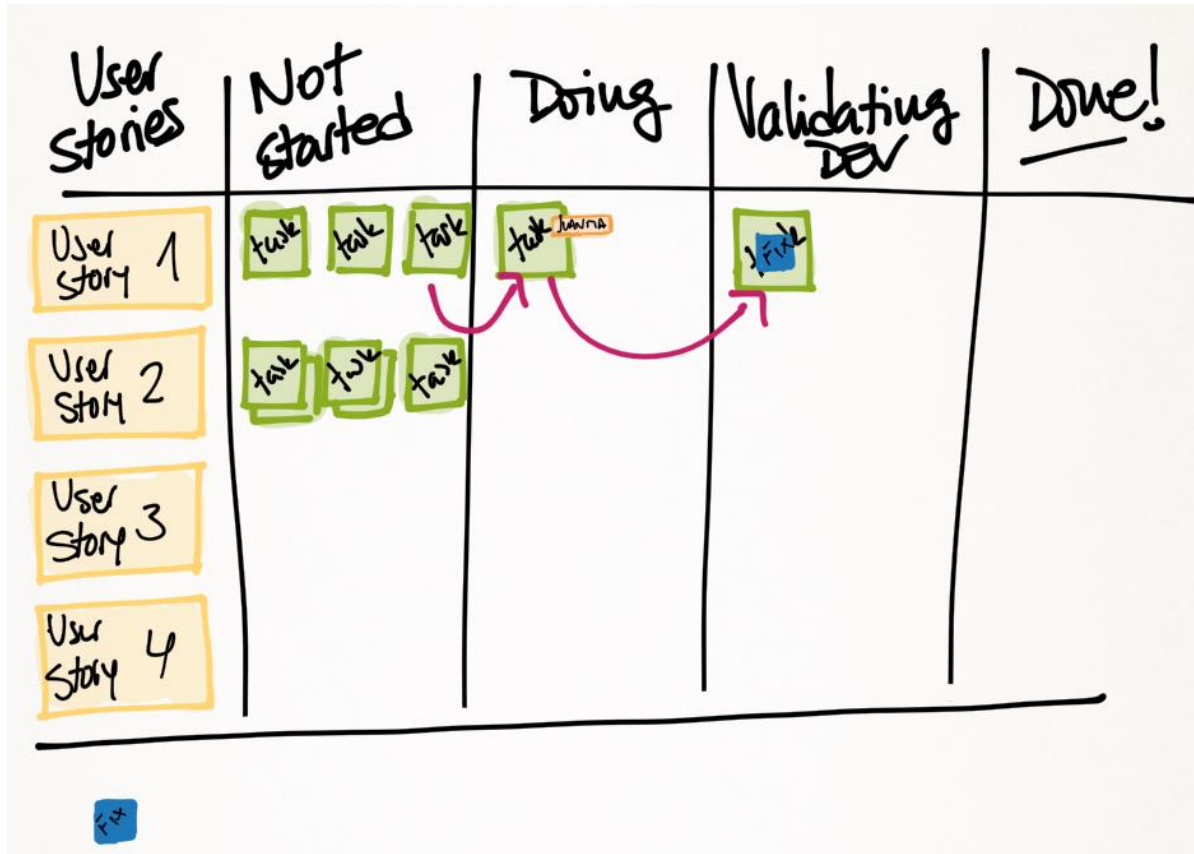 User
stories
Not
started
Doing
Validating
DEV
Done!
User
story 1
task
task
task
task
JUANMA
Fix
User
story 2
task
task
task
User
story 3
User
story 4
Fix